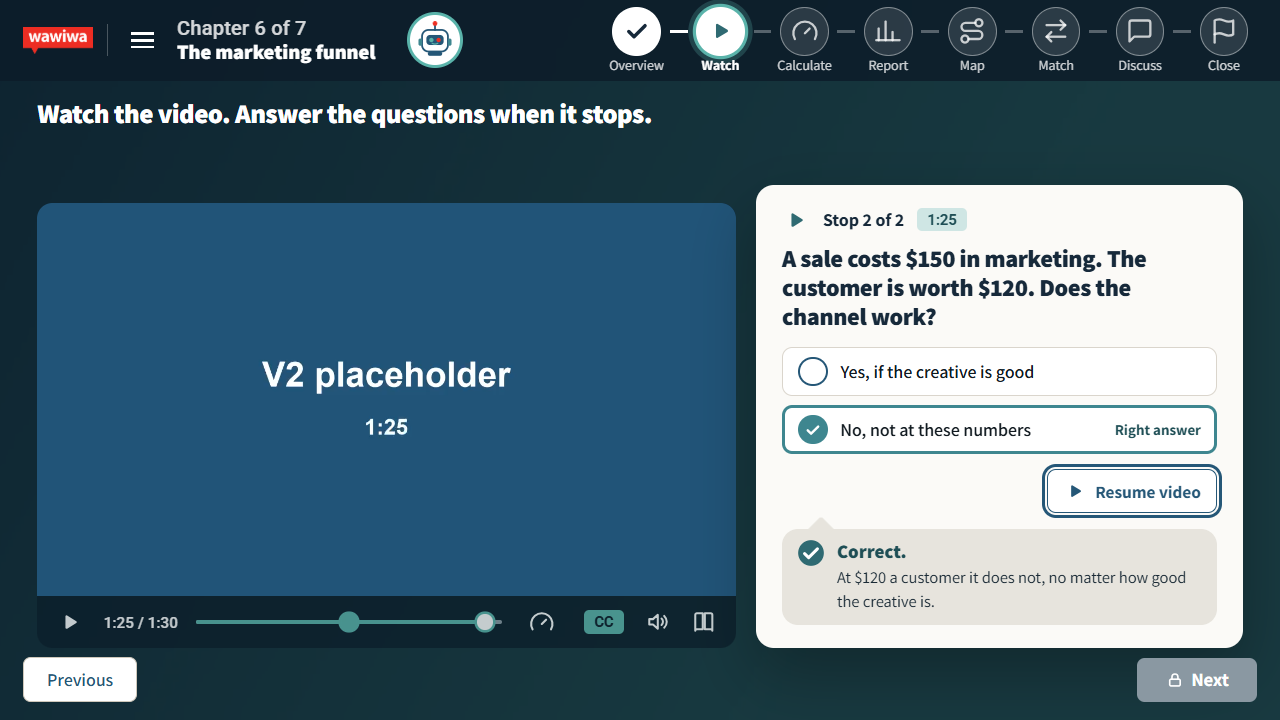 wawiwa
Chapter 6 of 7
The marketing funnel
Overview
Watch
Calculate
Report
Map
Match
Discuss
Close
Watch the video. Answer the questions when it stops.
V2 placeholder
1:25
1:25 / 1:30
CC
Stop 2 of 2
1:25
A sale costs $150 in marketing. The
customer is worth $120. Does the
channel work?
Yes, if the creative is good
No, not at these numbers
Right answer
Resume video
Correct.
At $120 a customer it does not, no matter how good
the creative is.
Previous
Next